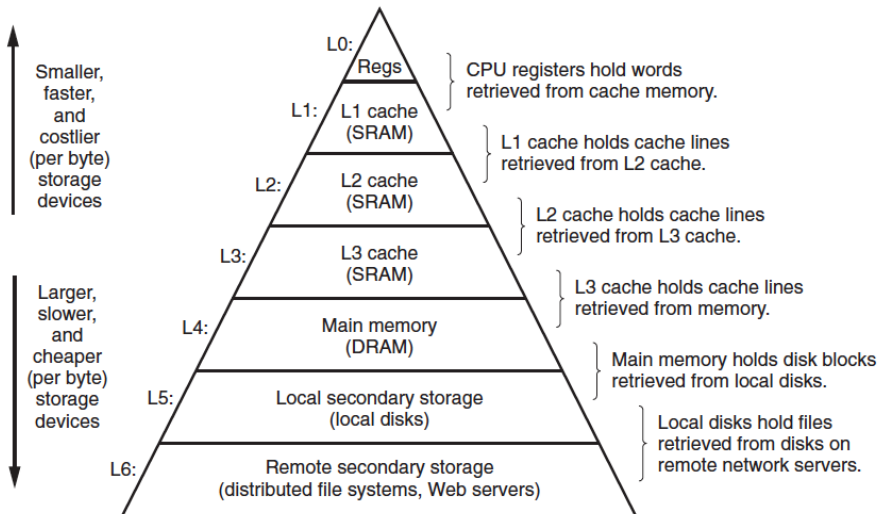 Smaller,
faster,
and
costlier
(per byte)
storage
devices
Larger,
slower,
and
cheaper
(per byte)
storage
devices
L0:
Regs
L1:
L1 cache
(SRAM)
L2:
L2 cache
(SRAM)
L3:
L3 cache
(SRAM)
L4:
Main memory
(DRAM)
L5:
Local secondary storage
(local disks)
L6:
Remote secondary storage
(distributed file systems, Web servers)
CPU registers hold words
retrieved from cache memory.
L1 cache holds cache lines
retrieved from L2 cache.
L2 cache holds cache lines
retrieved from L3 cache.
L3 cache holds cache lines
retrieved from memory.
Main memory holds disk blocks
retrieved from local disks.
Local disks hold files
retrieved from disks on
remote network servers.